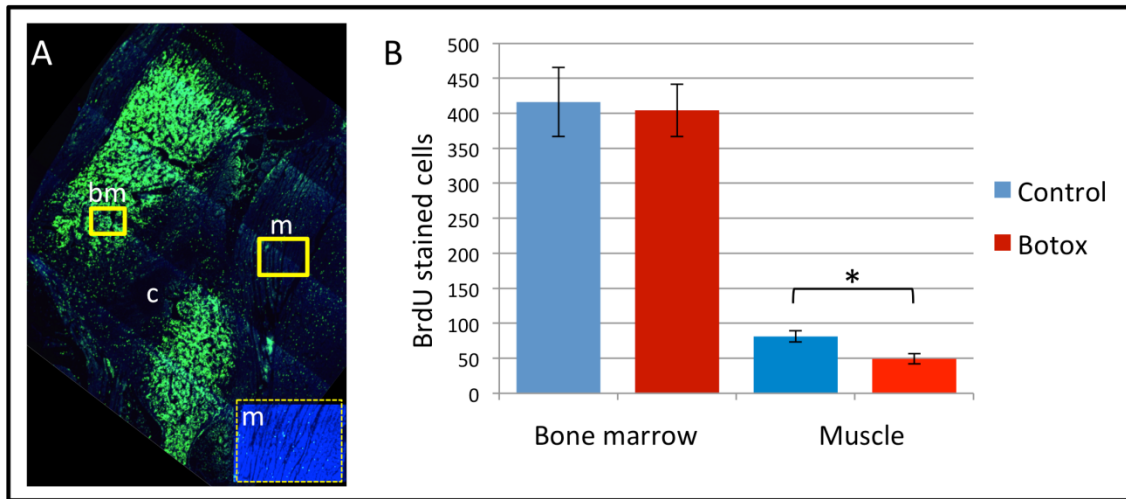 A
bm
m
c
m
B
500
450
400
350
300
250
200
150
100
50
0
BrdU stained cells
*
Bone marrow
Muscle
Control
Botox